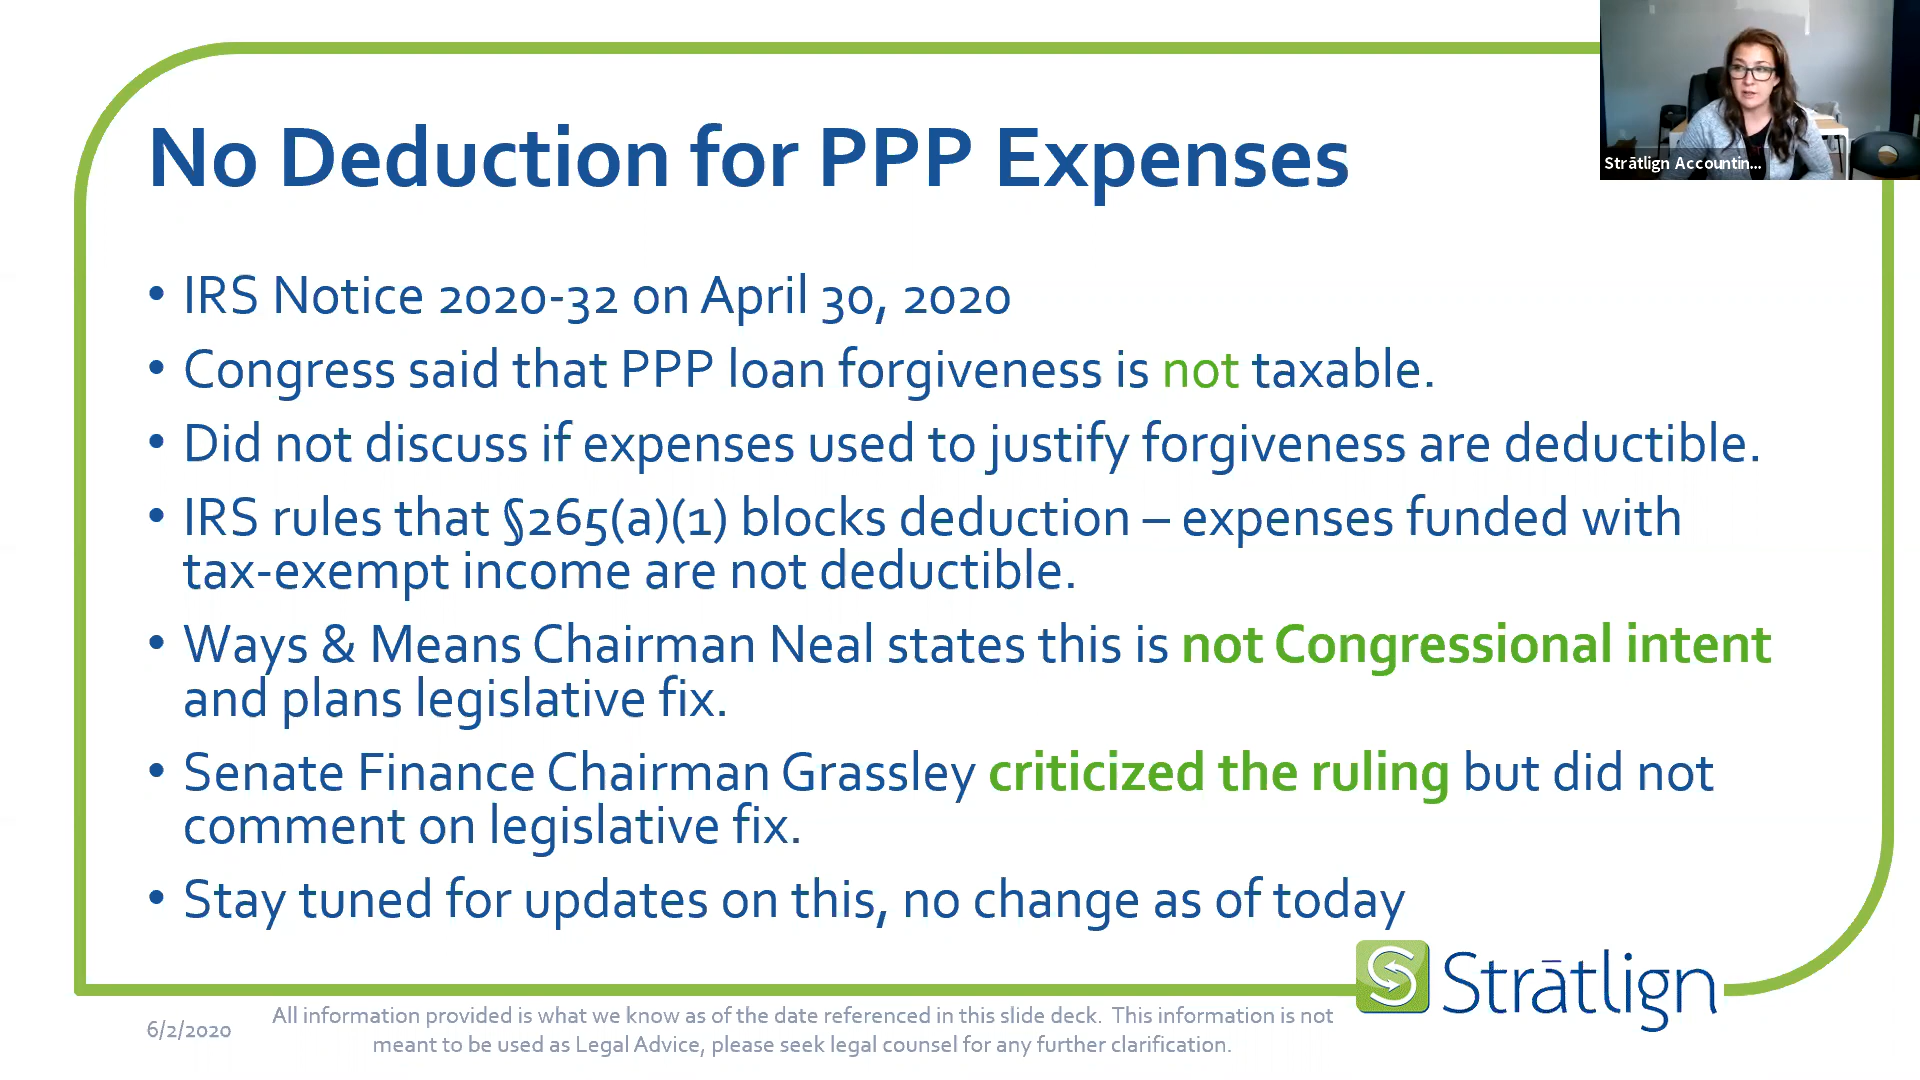 No Deduction for PPP Expenses
Strātlign Accountin...
• IRS Notice 2020-32 on April 30, 2020
• Congress said that PPP loan forgiveness is not taxable.
• Did not discuss if expenses used to justify forgiveness are deductible.
• IRS rules that §265(a)(1) blocks deduction – expenses funded with
tax-exempt income are not deductible.
• Ways & Means Chairman Neal states this is not Congressional intent
and plans legislative fix.
• Senate Finance Chairman Grassley criticized the ruling but did not
comment on legislative fix.
• Stay tuned for updates on this, no change as of today
Strātlign
6/2/2020
All information provided is what we know as of the date referenced in this slide deck. This information is not
meant to be used as Legal Advice, please seek legal counsel for any further clarification.